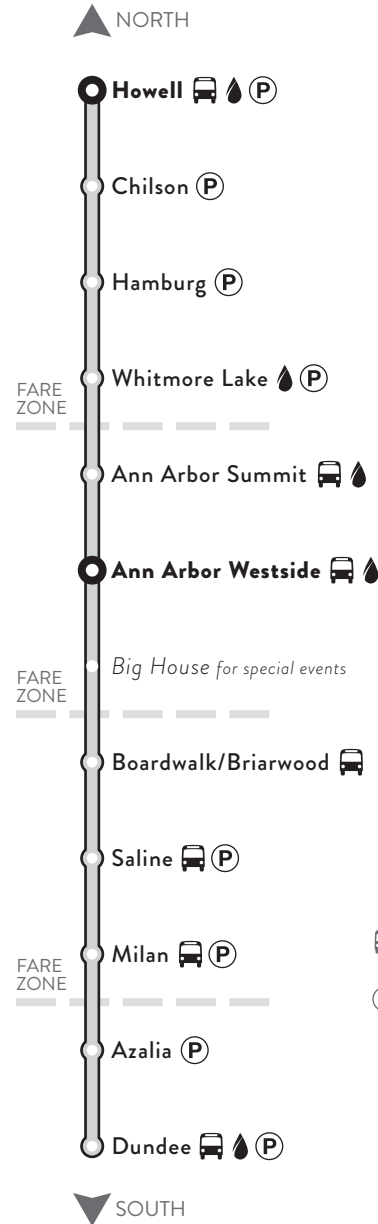 NORTH
Howell P
Chilson P
Hamburg P
Whitmore Lake P
FARE
ZONE
Ann Arbor Summit
Ann Arbor Westside
Big House for special events
FARE
ZONE
Boardwalk/Briarwood
Saline P
Milan P
FARE
ZONE
Azalia P
Dundee P
SOUTH